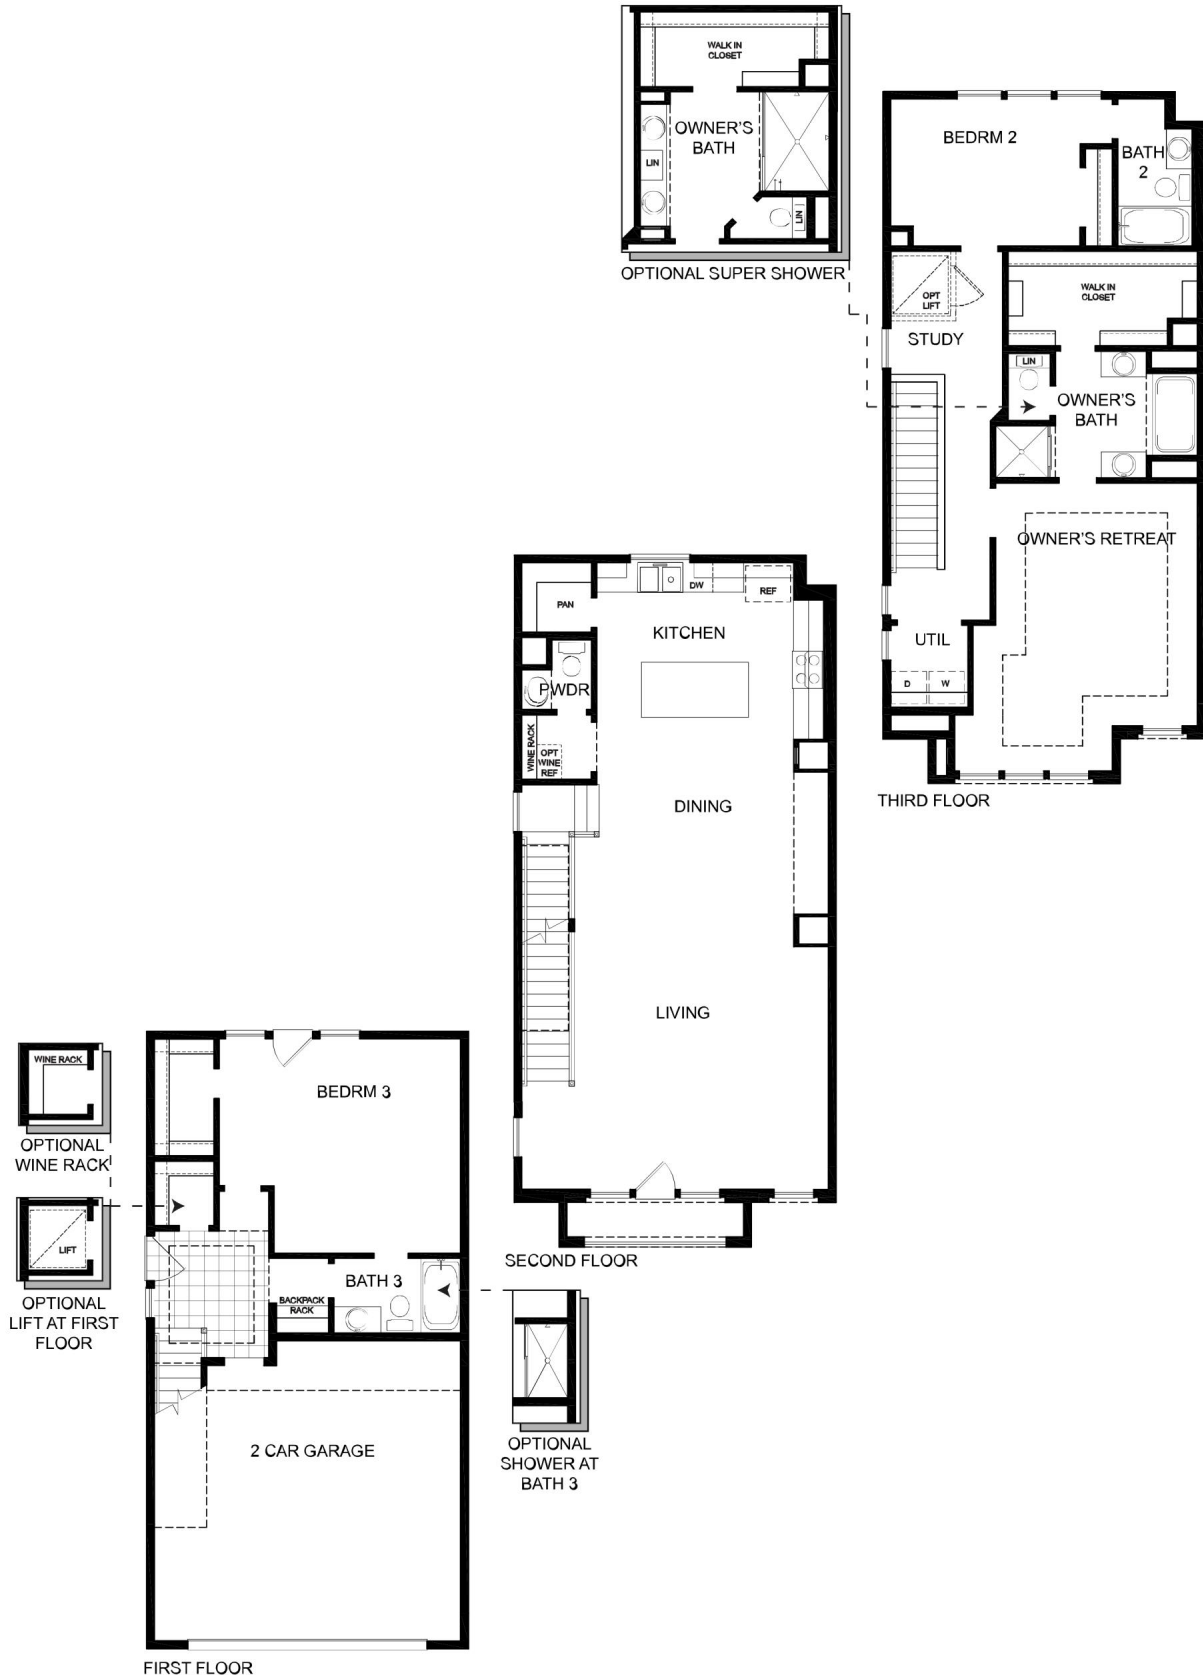 WALK IN
CLOSET
OWNER'S
BATH
LIN
LIN
OPTIONAL SUPER SHOWER
BEDRM 2
BATH
2
OPT
LIFT
WALK IN
CLOSET
STUDY
LIN
OWNER'S
BATH
OWNER'S RETREAT
UTIL
D
W
THIRD FLOOR
DW
REF
PAN
KITCHEN
PWDR
WINE RACK
OPT
WINE
REF
DINING
LIVING
SECOND FLOOR
WINE RACK
OPTIONAL
WINE RACK
LIFT
OPTIONAL
LIFT AT FIRST
FLOOR
BEDRM 3
BATH 3
BACKPACK
RACK
2 CAR GARAGE
OPTIONAL
SHOWER AT
BATH 3
FIRST FLOOR